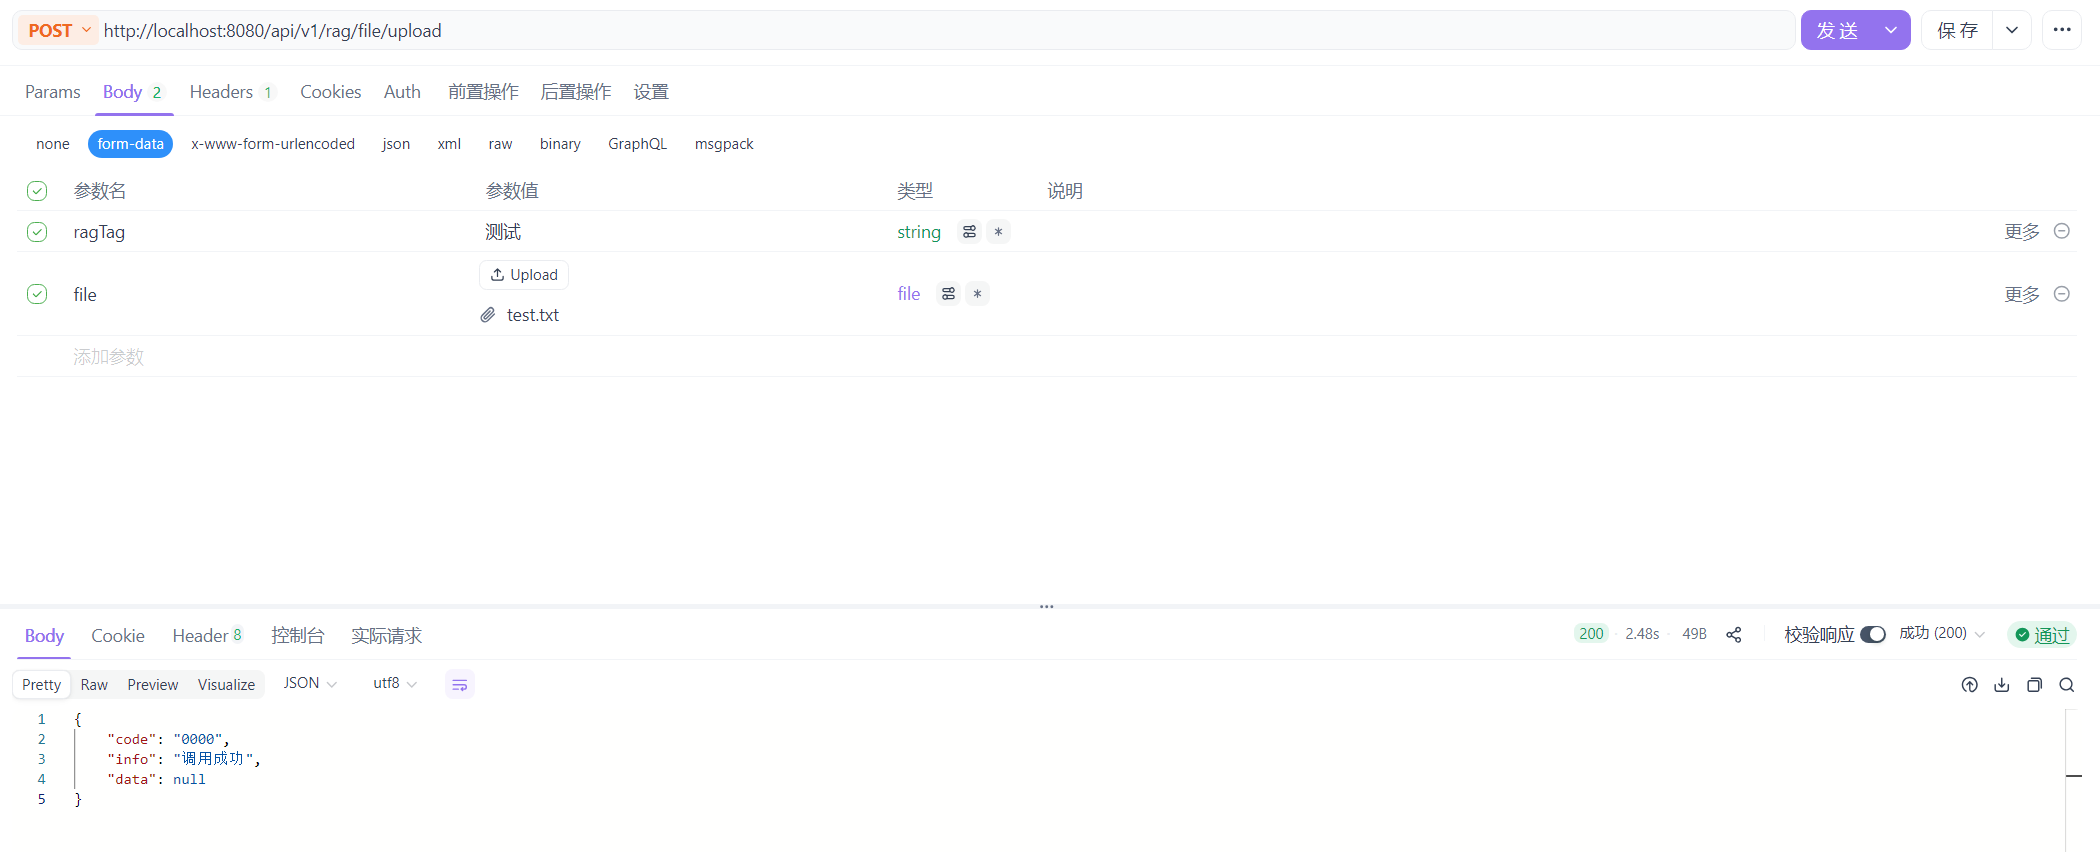 POST http://localhost:8080/api/v1/rag/file/upload 发送 保存
Params Body 2 Headers 1 Cookies Auth 前置操作 后置操作 设置
none form-data x-www-form-urlencoded json xml raw binary GraphQL msgpack
参数名 参数值 类型 说明
ragTag 测试 string * 更多
Upload
file file * 更多
test.txt
添加参数
Body Cookie Header 8 控制台 实际请求 200 2.48s 49B 校验响应 成功 (200) 通过
Pretty Raw Preview Visualize JSON utf8
1 {
2 "code": "0000",
3 "info": "调用成功",
4 "data": null
5 }